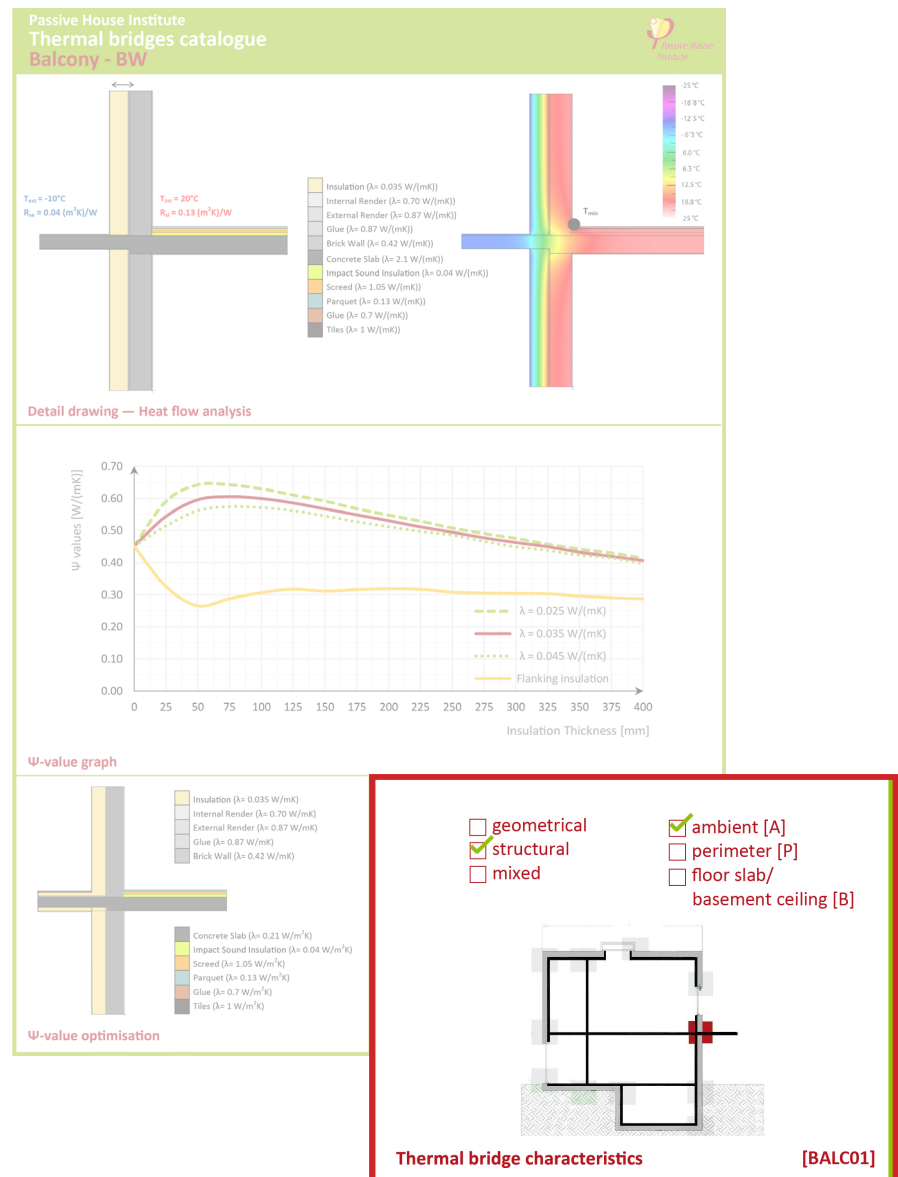 Passive House Institute
Thermal bridges catalogue
Balcony - BW
Passive House
Institute
Text = -10°C
Rse = 0.04 (m²K)/W
Tint = 20°C
Rsi = 0.13 (m²K)/W
Insulation (λ= 0.035 W/(mK))
Internal Render (λ= 0.70 W/(mK))
External Render (λ= 0.87 W/(mK))
Glue (λ= 0.87 W/(mK))
Brick Wall (λ= 0.42 W/(mK))
Concrete Slab (λ= 2.1 W/(mK))
Impact Sound Insulation (λ= 0.04 W/(mK))
Screed (λ= 1.05 W/(mK))
Parquet (λ= 0.13 W/(mK))
Glue (λ= 0.7 W/(mK))
Tiles (λ= 1 W/(mK))
Tmin
-25 °C
-18˙8 °C
-12˙5 °C
-6˙3 °C
6.0 °C
6.3 °C
12.5 °C
18.8 °C
25 °C
Detail drawing — Heat flow analysis
Ψ values [W/(mK)]
0.70
0.60
0.50
0.40
0.30
0.20
0.10
0.00
λ = 0.025 W/(mK)
λ = 0.035 W/(mK)
λ = 0.045 W/(mK)
Flanking insulation
0 25 50 75 100 125 150 175 200 225 250 275 300 325 350 375 400
Insulation Thickness [mm]
Ψ-value graph
Insulation (λ= 0.035 W/mK)
Internal Render (λ= 0.70 W/mK)
External Render (λ= 0.87 W/mK)
Glue (λ= 0.87 W/mK)
Brick Wall (λ= 0.42 W/mK)
Concrete Slab (λ= 0.21 W/m²K)
Impact Sound Insulation (λ= 0.04 W/m²K)
Screed (λ= 1.05 W/m²K)
Parquet (λ= 0.13 W/m²K)
Glue (λ= 0.7 W/m²K)
Tiles (λ= 1 W/m²K)
Ψ-value optimisation
geometrical
structural
mixed
ambient [A]
perimeter [P]
floor slab/
basement ceiling [B]
Thermal bridge characteristics
[BALC01]